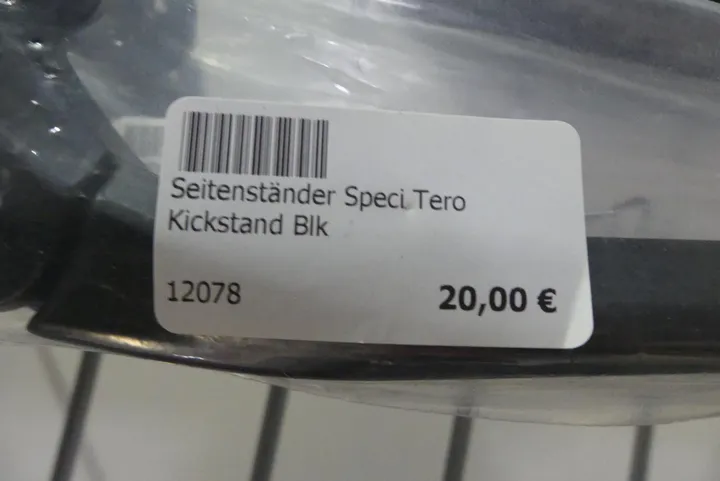 Seitenständer Speci Tero
Kickstand Blk
12078 20,00 €